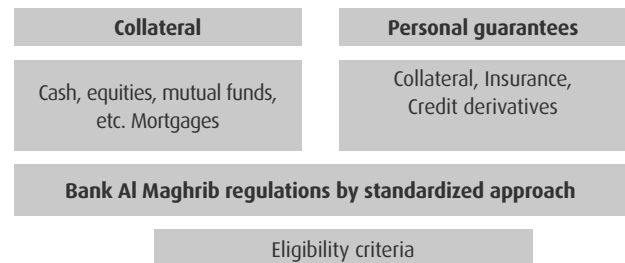 Collateral
Cash, equities, mutual funds,
etc. Mortgages
Personal guarantees
Collateral, Insurance,
Credit derivatives
Bank Al Maghrib regulations by standardized approach
Eligibility criteria